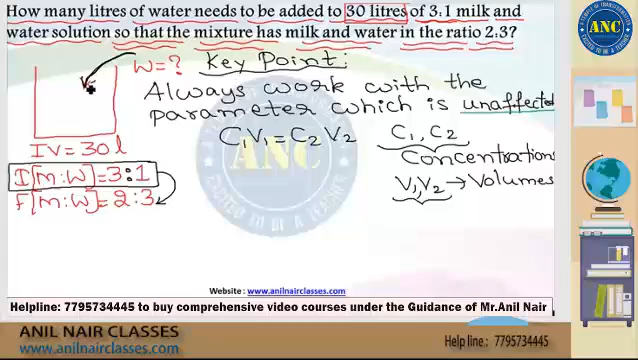 How many litres of water needs to be added to 30 litres of 3.1 milk and
water solution so that the mixture has milk and water in the ratio 2:3?
ANC
W = ?
Key Point:
Always work with the
parameter which is unaffected
C1V1 = C2V2
C1, C2
Concentrations
V1, V2 → Volumes
IV = 30 l
I[M:W] = 3:1
F[M:W] = 2:3
Website : www.anilnairclasses.com
Helpline: 7795734445 to buy comprehensive video courses under the Guidance of Mr.Anil Nair
ANIL NAIR CLASSES
www.anilnairclasses.com
Help line : 7795734445